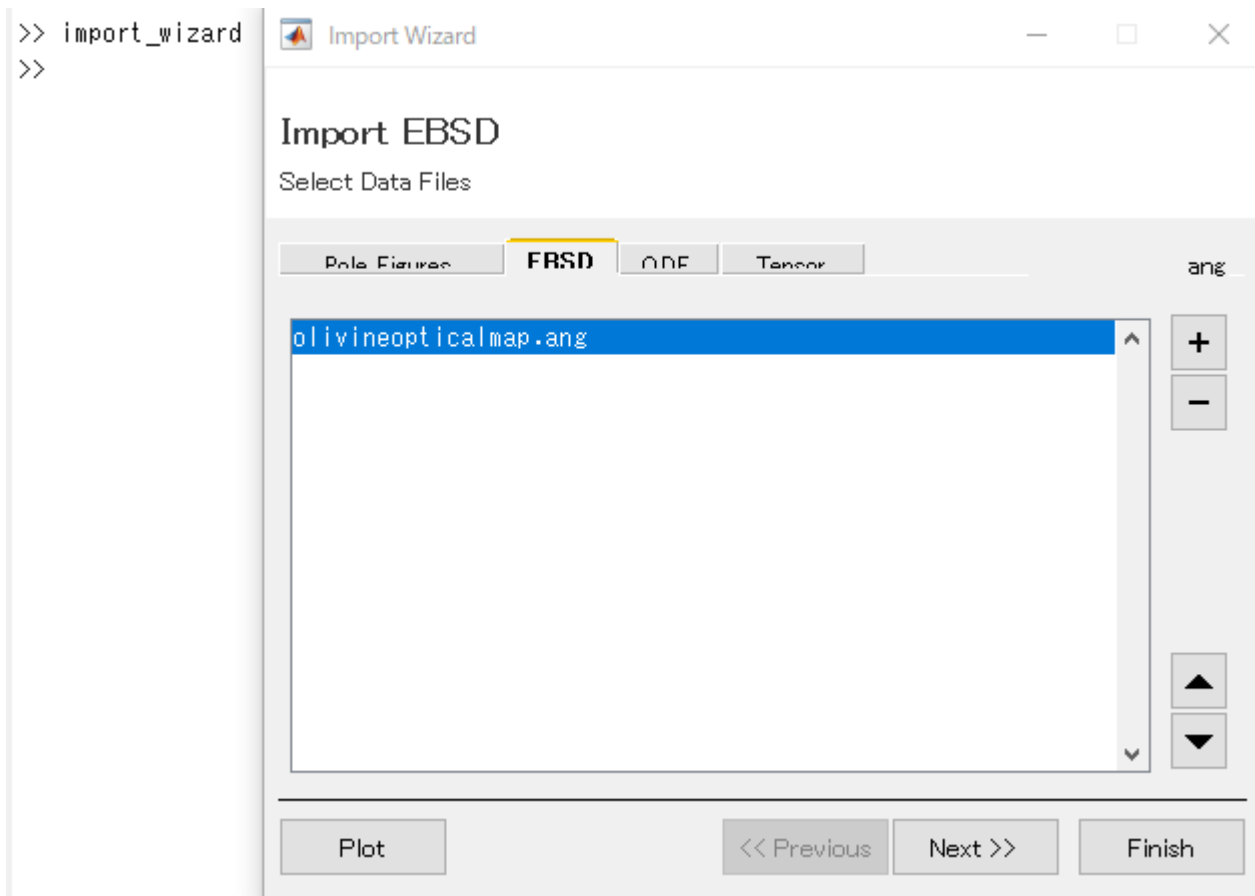 >> import_wizard
>>
Import Wizard
Import EBSD
Select Data Files
Pole Figures EBSD ODF Tensor
ang
olivineopticalmap.ang
+
−
Plot << Previous Next >> Finish